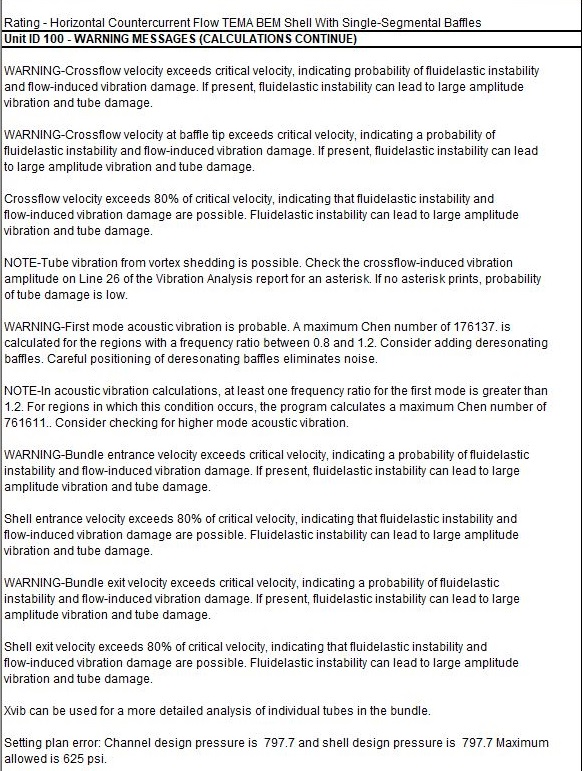 Rating - Horizontal Countercurrent Flow TEMA BEM Shell With Single-Segmental Baffles
Unit ID 100 - WARNING MESSAGES (CALCULATIONS CONTINUE)
WARNING-Crossflow velocity exceeds critical velocity, indicating probability of fluidelastic instability
and flow-induced vibration damage. If present, fluidelastic instability can lead to large amplitude
vibration and tube damage.
WARNING-Crossflow velocity at baffle tip exceeds critical velocity, indicating a probability of
fluidelastic instability and flow-induced vibration damage. If present, fluidelastic instability can lead
to large amplitude vibration and tube damage.
Crossflow velocity exceeds 80% of critical velocity, indicating that fluidelastic instability and
flow-induced vibration damage are possible. Fluidelastic instability can lead to large amplitude
vibration and tube damage.
NOTE-Tube vibration from vortex shedding is possible. Check the crossflow-induced vibration
amplitude on Line 26 of the Vibration Analysis report for an asterisk. If no asterisk prints, probability
of tube damage is low.
WARNING-First mode acoustic vibration is probable. A maximum Chen number of 176137. is
calculated for the regions with a frequency ratio between 0.8 and 1.2. Consider adding deresonating
baffles. Careful positioning of deresonating baffles eliminates noise.
NOTE-In acoustic vibration calculations, at least one frequency ratio for the first mode is greater than
1.2. For regions in which this condition occurs, the program calculates a maximum Chen number of
761611.. Consider checking for higher mode acoustic vibration.
WARNING-Bundle entrance velocity exceeds critical velocity, indicating a probability of fluidelastic
instability and flow-induced vibration damage. If present, fluidelastic instability can lead to large
amplitude vibration and tube damage.
Shell entrance velocity exceeds 80% of critical velocity, indicating that fluidelastic instability and
flow-induced vibration damage are possible. Fluidelastic instability can lead to large amplitude
vibration and tube damage.
WARNING-Bundle exit velocity exceeds critical velocity, indicating a probability of fluidelastic
instability and flow-induced vibration damage. If present, fluidelastic instability can lead to large
amplitude vibration and tube damage.
Shell exit velocity exceeds 80% of critical velocity, indicating that fluidelastic instability and
flow-induced vibration damage are possible. Fluidelastic instability can lead to large amplitude
vibration and tube damage.
Xvib can be used for a more detailed analysis of individual tubes in the bundle.
Setting plan error: Channel design pressure is 797.7 and shell design pressure is 797.7 Maximum
allowed is 625 psi.